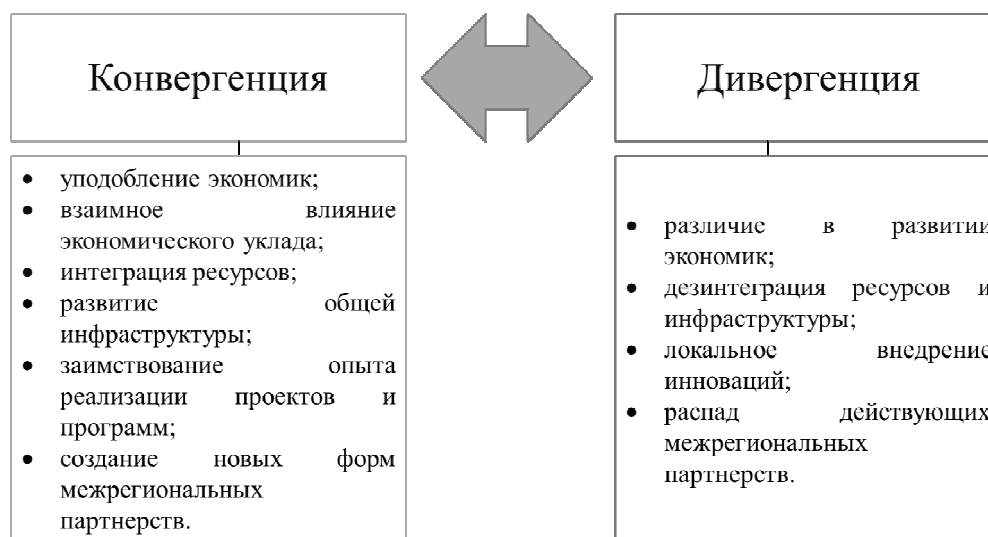 Конвергенция
• уподобление экономик;
• взаимное влияние
экономического уклада;
• интеграция ресурсов;
• развитие общей
инфраструктуры;
• заимствование опыта
реализации проектов и
программ;
• создание новых форм
межрегиональных
партнерств.
Дивергенция
• различие в развитии
экономик;
• дезинтеграция ресурсов и
инфраструктуры;
• локальное внедрение
инноваций;
• распад действующих
межрегиональных
партнерств.